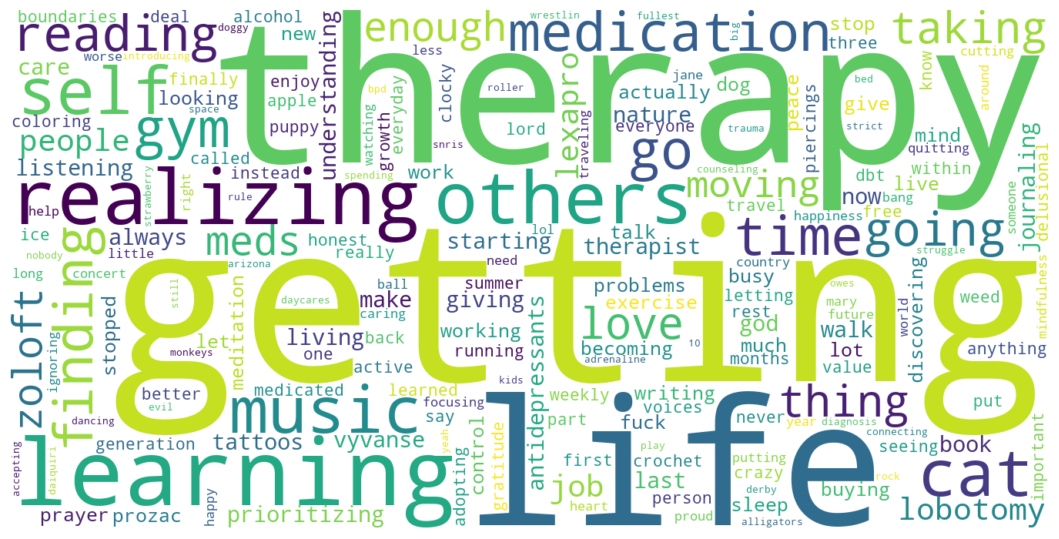 boundaries deal doggy alcohol wrestlin fullest
reading worse introducing new enough medication big cutting taking
care finally less stop three
self looking enjoy clocky roller jane actually dog bed give around know
coloring space apple bpd therapy
people gym puppy understanding watching everyday lexapro nature peace piercings strict
listening called growth snris lord traveling everyone trauma mind quitting
strawberry instead work go counseling within journaling delusional
realizing others moving dbt live
help right rule travel now bang someone
ice always meds honest starting lol talk time happiness free going
nobody little really therapist struggle
long concert arizona need country busy discovering mindfulness
finding still ball summer problems letting owes world
zoloft stopped daycares make giving exercise rest mary god future weed
ignoring let meditation caring love walk anything
getting
living back working becoming much lot
monkeys one running adrenaline 10 months value
better active kids
evil medicated learned focusing antidepressants writing thing put
dancing music say weekly voices never year diagnosis connecting
generation tattoos vyvanse part fuck seeing book
yeah first play putting cat important
accepting learning control gratitude crochet crazy life
daiquiri adopting job last derby buying rock
happy person sleep
prayer prozac prioritizing heart proud alligators lobotomy